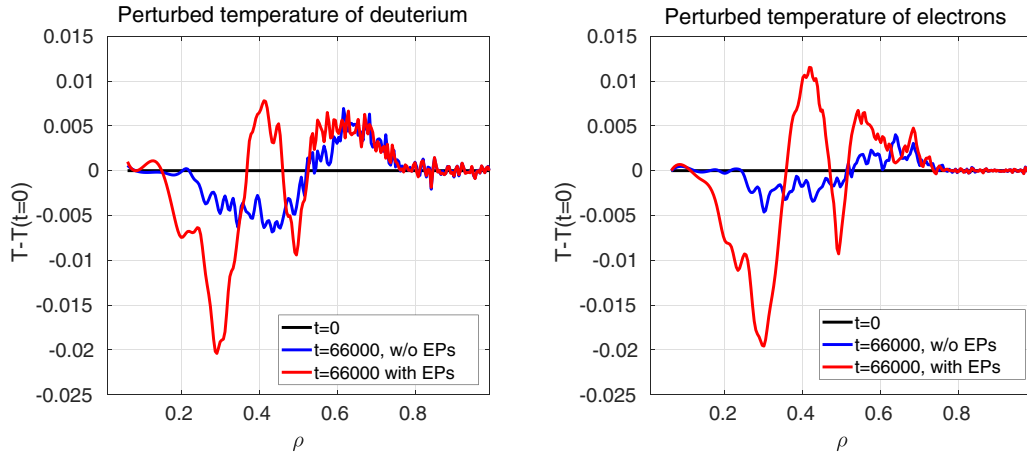 Perturbed temperature of deuterium
0.015
0.01
0.005
0
-0.005
-0.01
-0.015
-0.02
-0.025
T-T(t=0)
0.2 0.4 0.6 0.8
ρ
t=0
t=66000, w/o EPs
t=66000 with EPs
Perturbed temperature of electrons
0.015
0.01
0.005
0
-0.005
-0.01
-0.015
-0.02
-0.025
T-T(t=0)
0.2 0.4 0.6 0.8
ρ
t=0
t=66000, w/o EPs
t=66000, with EPs